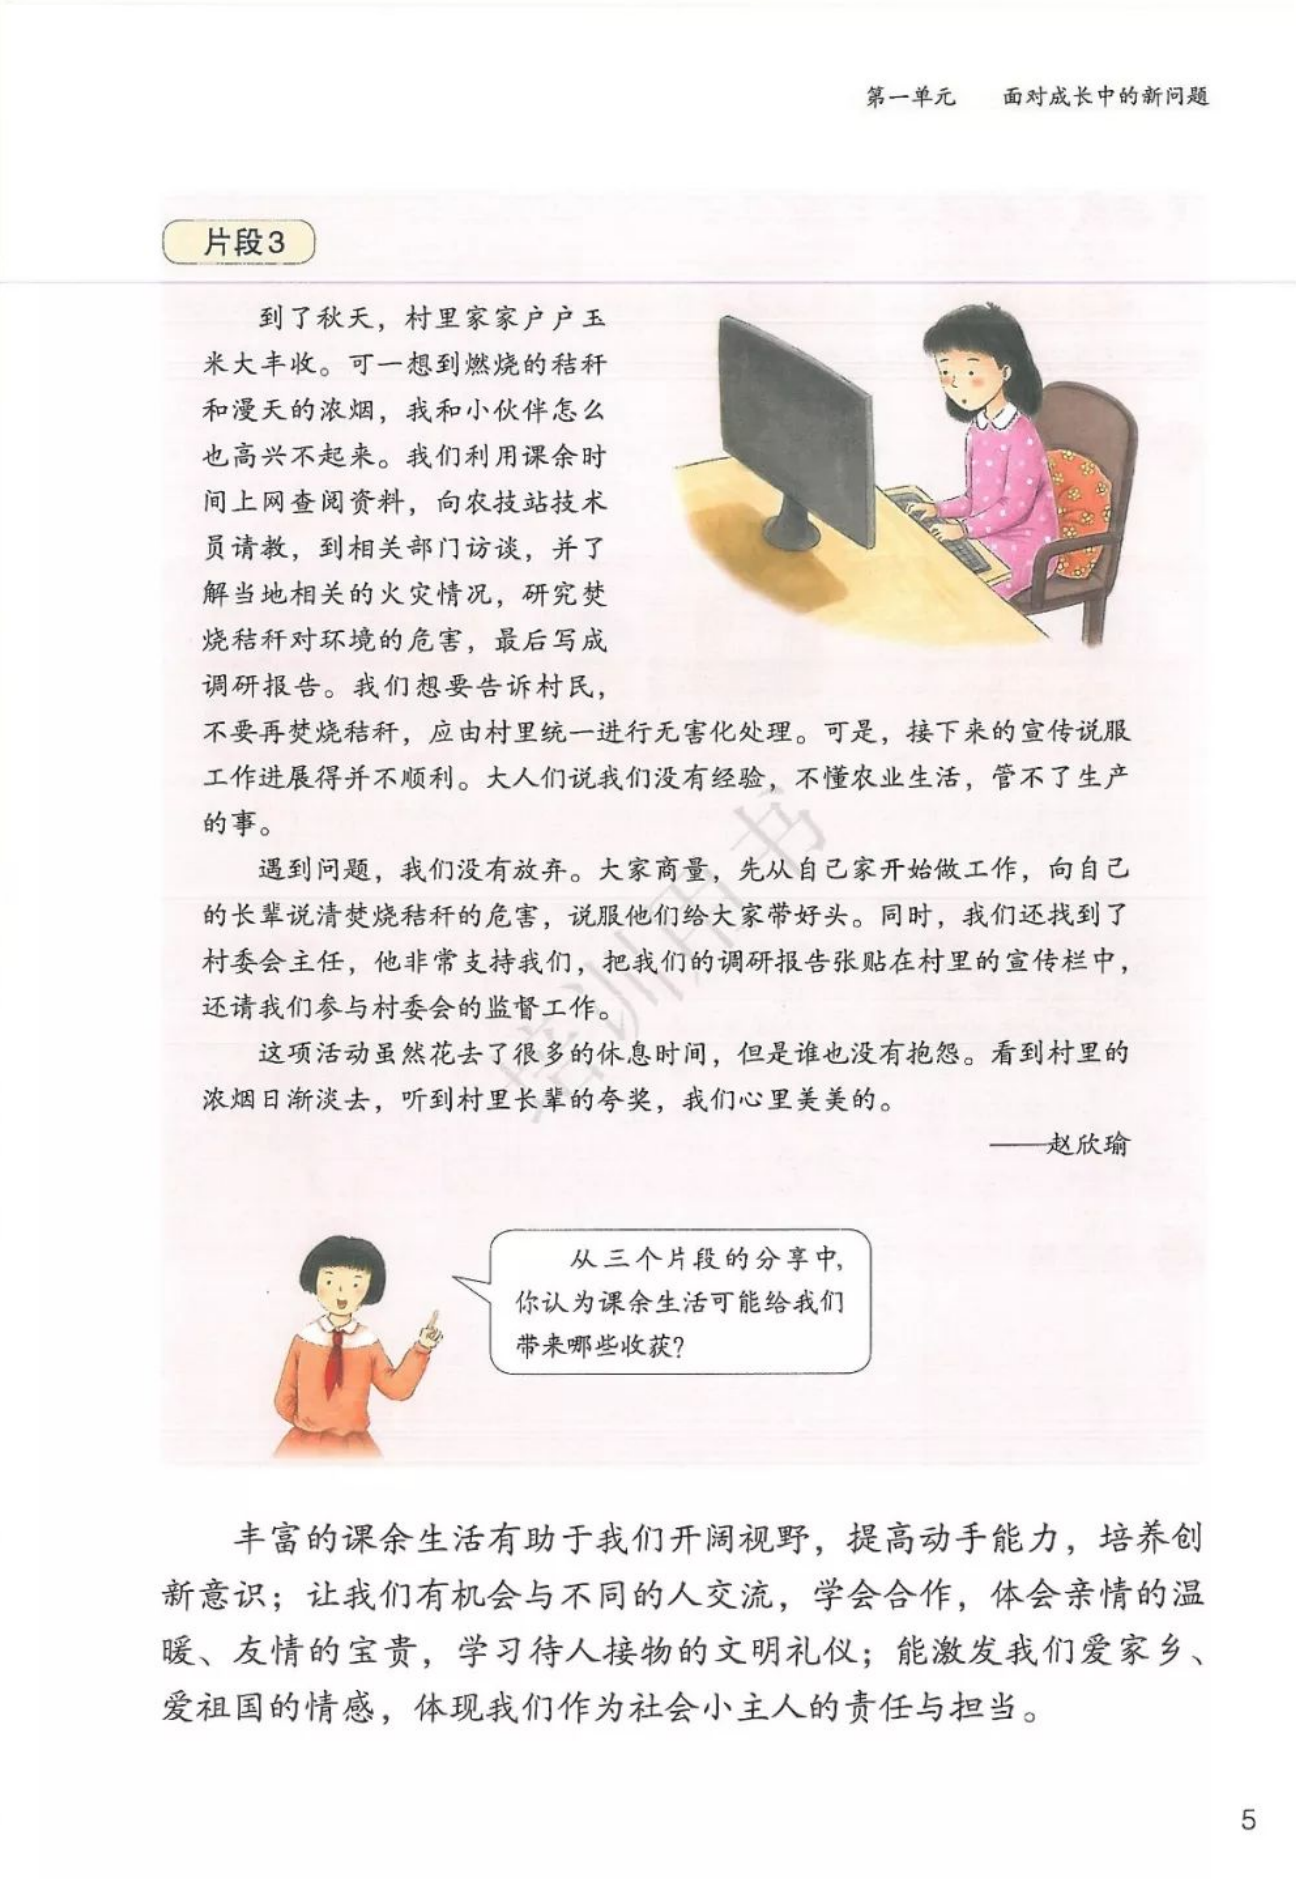 第一单元 面对成长中的新问题
片段3
到了秋天，村里家家户户玉
米大丰收。可一想到燃烧的秸秆
和漫天的浓烟，我和小伙伴怎么
也高兴不起来。我们利用课余时
间上网查阅资料，向农技站技术
员请教，到相关部门访谈，并了
解当地相关的火灾情况，研究焚
烧秸秆对环境的危害，最后写成
调研报告。我们想要告诉村民，
不要再焚烧秸秆，应由村里统一进行无害化处理。可是，接下来的宣传说服
工作进展得并不顺利。大人们说我们没有经验，不懂农业生活，管不了生产
的事。
遇到问题，我们没有放弃。大家商量，先从自己家开始做工作，向自己
的长辈说清焚烧秸秆的危害，说服他们给大家带好头。同时，我们还找到了
村委会主任，他非常支持我们，把我们的调研报告张贴在村里的宣传栏中，
还请我们参与村委会的监督工作。
这项活动虽然花去了很多的休息时间，但是谁也没有抱怨。看到村里的
浓烟日渐淡去，听到村里长辈的夸奖，我们心里美美的。
——赵欣瑜
从三个片段的分享中，
你认为课余生活可能给我们
带来哪些收获？
丰富的课余生活有助于我们开阔视野，提高动手能力，培养创
新意识；让我们有机会与不同的人交流，学会合作，体会亲情的温
暖、友情的宝贵，学习待人接物的文明礼仪；能激发我们爱家乡、
爱祖国的情感，体现我们作为社会小主人的责任与担当。
5
培训用书